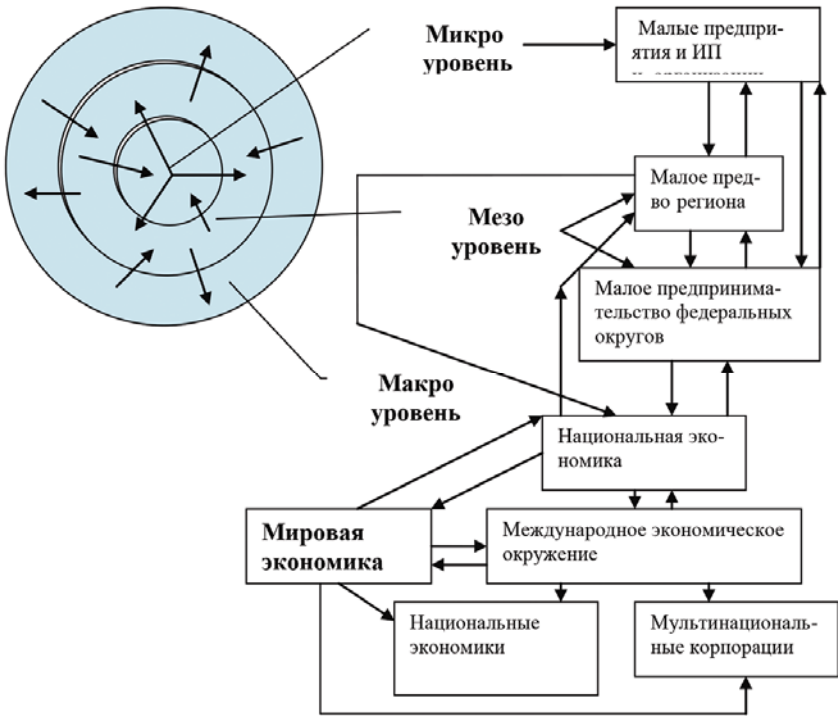 Микро
уровень
Малые предпри-
ятия и ИП
Малое пред-
во региона
Мезо
уровень
Малое предпринима-
тельство федеральных
округов
Макро
уровень
Национальная эко-
номика
Мировая
экономика
Международное экономическое
окружение
Национальные
экономики
Мультинациональ-
ные корпорации